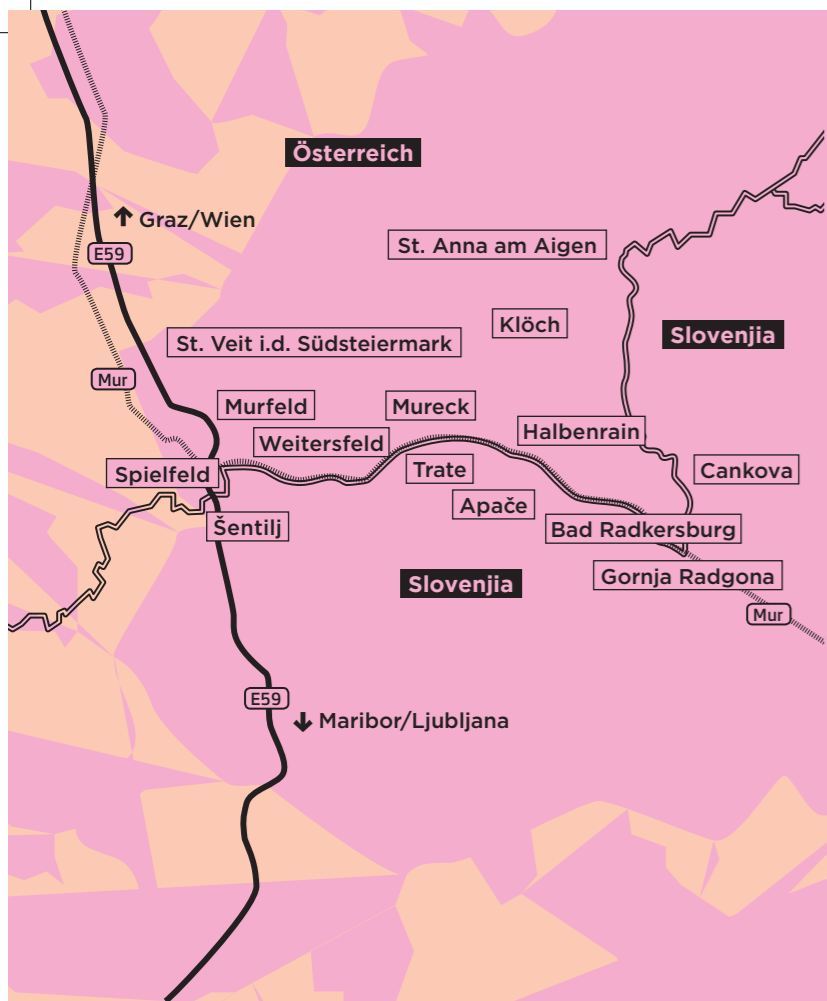 Österreich
Graz/Wien
St. Anna am Aigen
E59
Klöch
Slovenjia
St. Veit i.d. Südsteiermark
Mur
Murfeld
Mureck
Halbenrain
Weitersfeld
Spielfeld
Trate
Cankova
Apače
Šentilj
Bad Radkersburg
Slovenjia
Gornja Radgona
Mur
E59
Maribor/Ljubljana